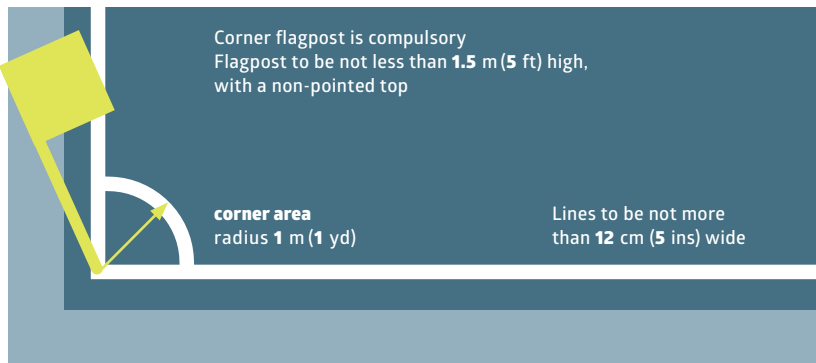 Corner flagpost is compulsory
Flagpost to be not less than 1.5 m (5 ft) high,
with a non-pointed top
corner area
radius 1 m (1 yd)
Lines to be not more
than 12 cm (5 ins) wide